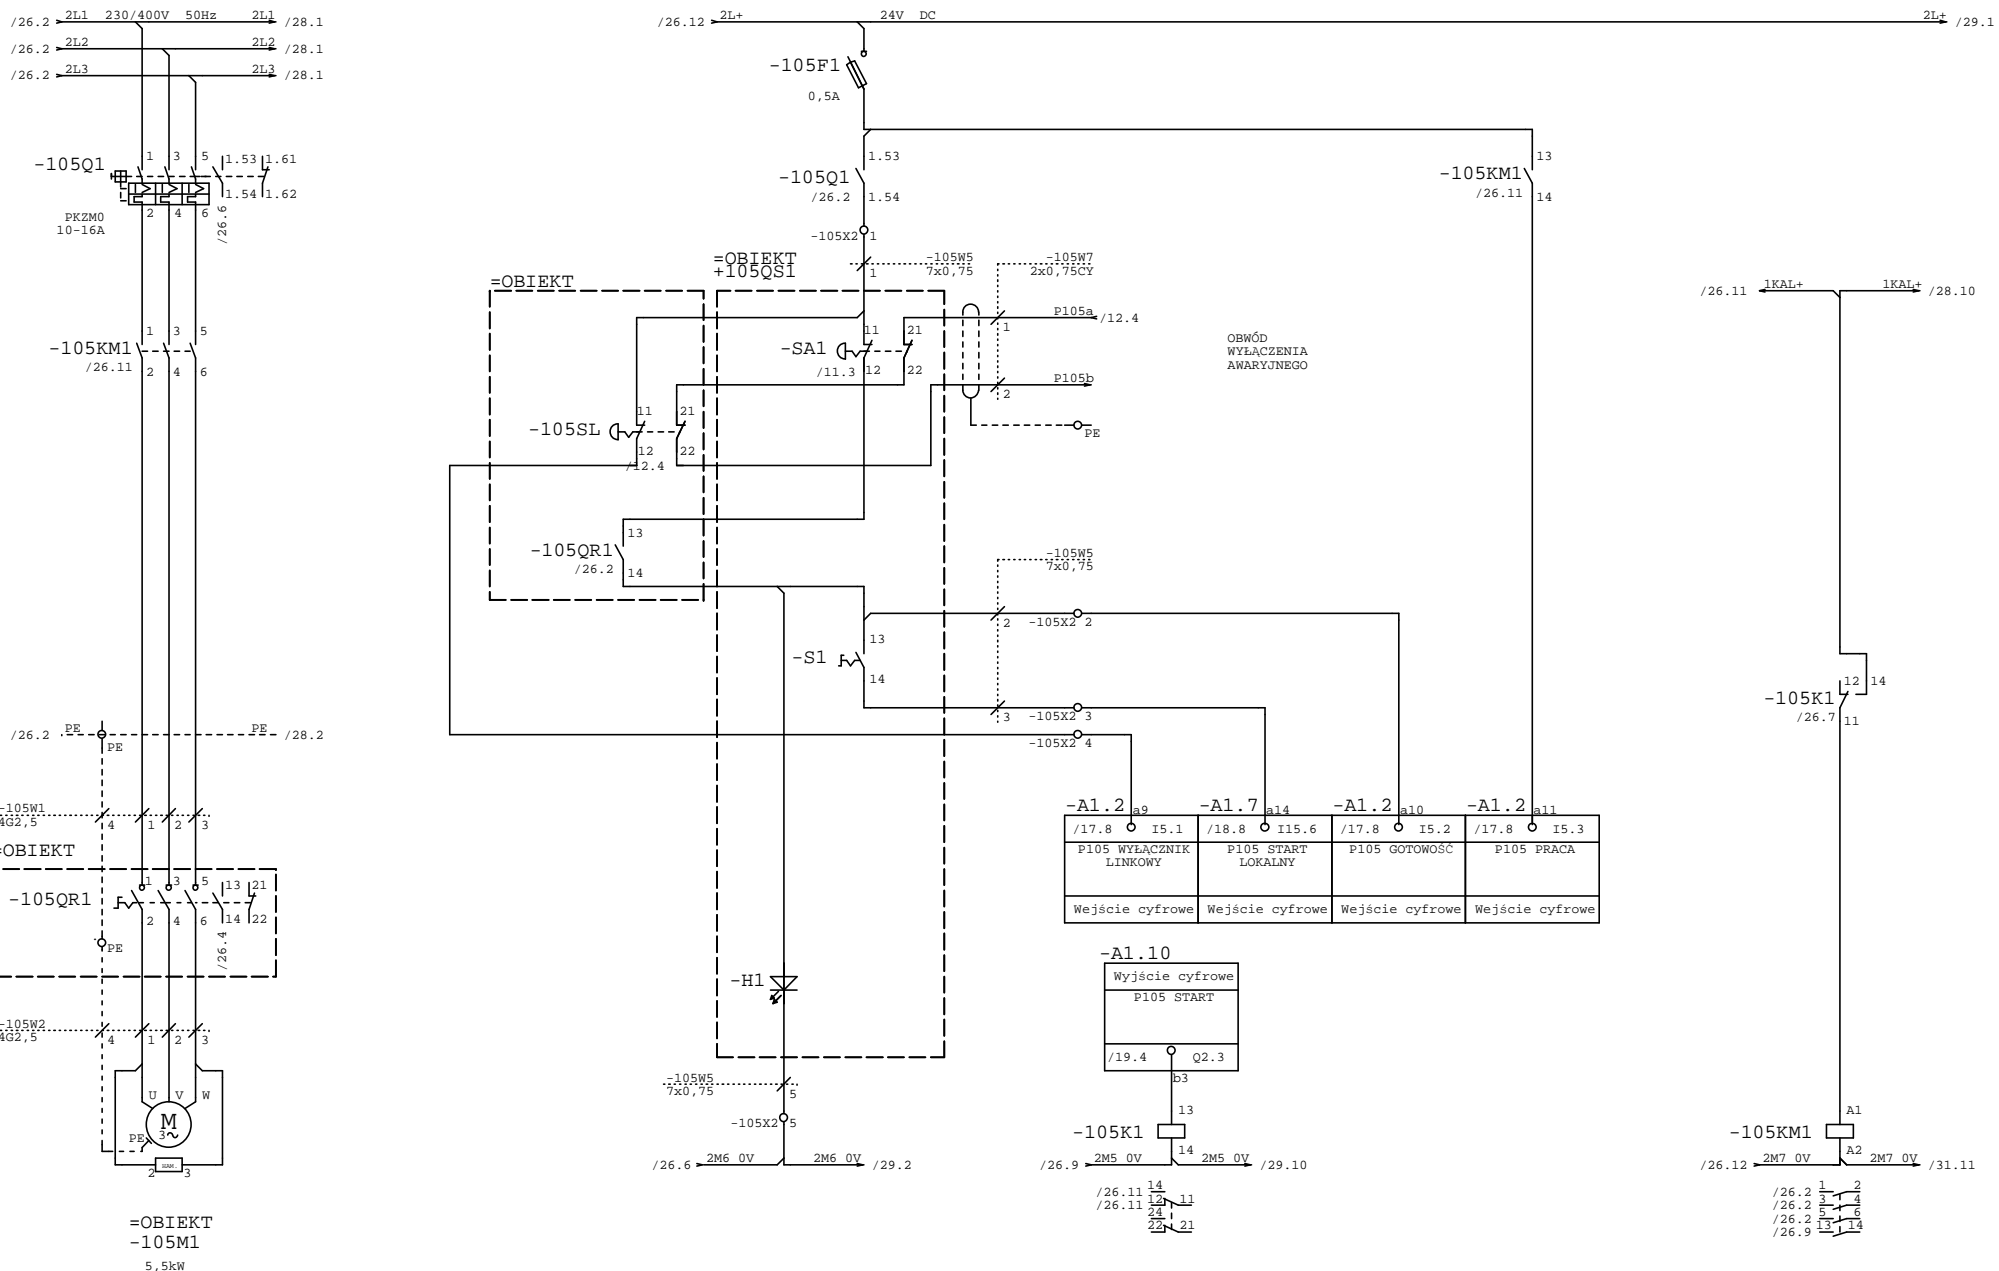 /26.2 2L1 230/400V 50Hz 2L1 /28.1
/26.2 2L2 2L2 /28.1
/26.2 2L3 2L3 /28.1
-105Q1
1 3 5 1.53 1.61
2 4 6 1.54 1.62
PKZM0
10-16A
/26.6
-105KM1
/26.11
1 3 5
2 4 6
/26.2 PE PE /28.2
PE
-105W1
4G2,5
4 1 2 3
=OBIEKT
-105QR1
1 3 5 13 21
2 4 6 14 22
PE
/26.4
-105W2
4G2,5
4 1 2 3
U V W
M
3~
PE
2 HAM. 3
=OBIEKT
-105M1
5,5kW
/26.12 2L+ 24V DC 2L+ /29.1
-105F1
0,5A
1.53
-105Q1
/26.2 1.54
-105X2 1
13
-105KM1
/26.11 14
=OBIEKT
=OBIEKT
+105QS1
1
-105W5
7x0,75
-105W7
2x0,75CY
P105a /12.4
1
11 21
-SA1
/11.3 12 22
P105b
2
PE
OBWÓD
WYŁĄCZENIA
AWARYJNEGO
11 21
-105SL
12 22
/12.4
13
-105QR1
/26.2 14
-105W5
7x0,75
2 -105X2 2
13
-S1
14
3 -105X2 3
-105X2 4
-A1.2 a9 -A1.7 a14 -A1.2 a10 -A1.2 a11
/17.8 I5.1 /18.8 I15.6 /17.8 I5.2 /17.8 I5.3
P105 WYŁĄCZNIK LINKOWY
P105 START LOKALNY
P105 GOTOWOŚĆ
P105 PRACA
Wejście cyfrowe Wejście cyfrowe Wejście cyfrowe Wejście cyfrowe
-H1
-105W5
7x0,75
5
-105X2 5
/26.6 2M6 0V 2M6 0V /29.2
-A1.10
Wyjście cyfrowe
P105 START
/19.4 Q2.3
b3
13
-105K1
14
/26.9 2M5 0V 2M5 0V /29.10
/26.11 14
/26.11 12 11
24
22 21
/26.11 1KAL+ 1KAL+ /28.10
12 14
-105K1
/26.7 11
A1
-105KM1
A2
/26.12 2M7 0V 2M7 0V /31.11
/26.2 1 2
/26.2 3 4
/26.2 5 6
/26.9 13 14